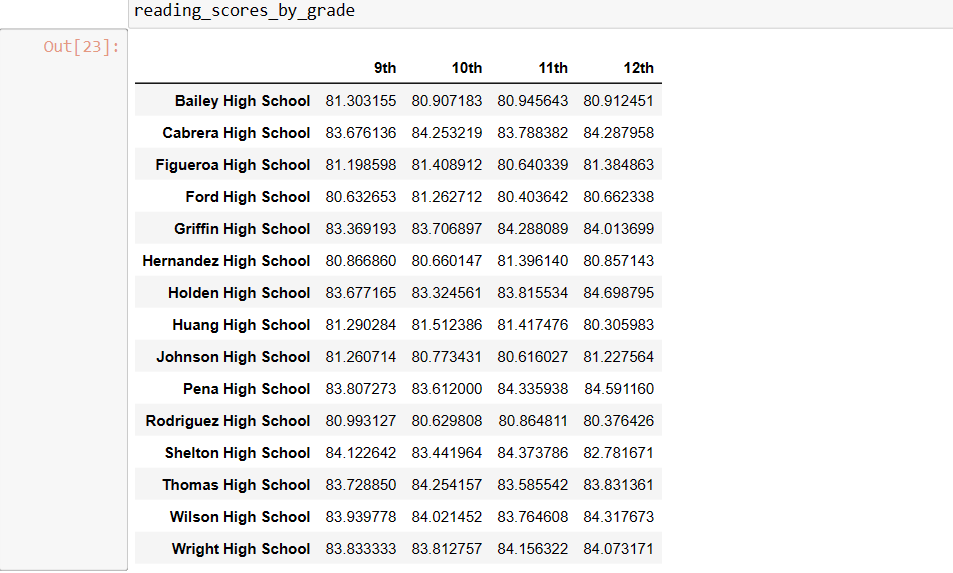 reading_scores_by_grade
Out[23]:
9th 10th 11th 12th
Bailey High School 81.303155 80.907183 80.945643 80.912451
Cabrera High School 83.676136 84.253219 83.788382 84.287958
Figueroa High School 81.198598 81.408912 80.640339 81.384863
Ford High School 80.632653 81.262712 80.403642 80.662338
Griffin High School 83.369193 83.706897 84.288089 84.013699
Hernandez High School 80.866860 80.660147 81.396140 80.857143
Holden High School 83.677165 83.324561 83.815534 84.698795
Huang High School 81.290284 81.512386 81.417476 80.305983
Johnson High School 81.260714 80.773431 80.616027 81.227564
Pena High School 83.807273 83.612000 84.335938 84.591160
Rodriguez High School 80.993127 80.629808 80.864811 80.376426
Shelton High School 84.122642 83.441964 84.373786 82.781671
Thomas High School 83.728850 84.254157 83.585542 83.831361
Wilson High School 83.939778 84.021452 83.764608 84.317673
Wright High School 83.833333 83.812757 84.156322 84.073171